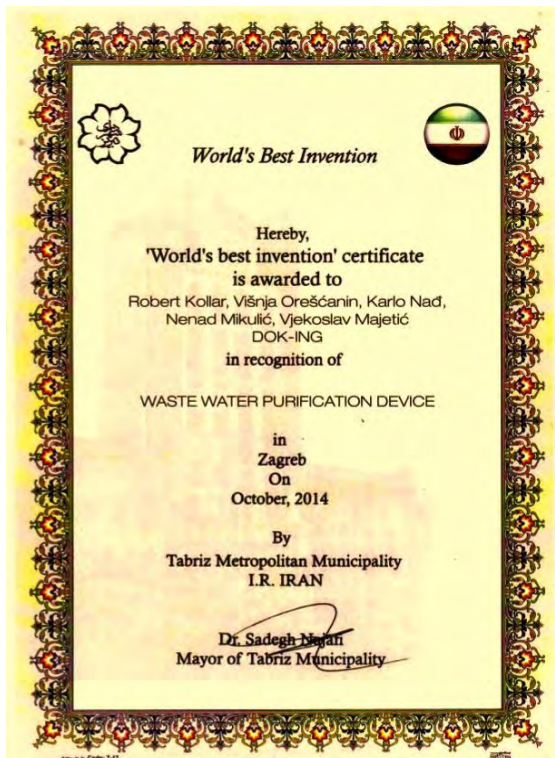 World's Best Invention
Hereby,
'World's best invention' certificate
is awarded to
Robert Kollar, Višnja Oreščanin, Karlo Nađ,
Nenad Mikulić, Vjekoslav Majetić
DOK-ING
in recognition of
WASTE WATER PURIFICATION DEVICE
in
Zagreb
On
October, 2014
By
Tabriz Metropolitan Municipality
I.R. IRAN
Dr. Sadegh
Mayor of Tabriz Municipality